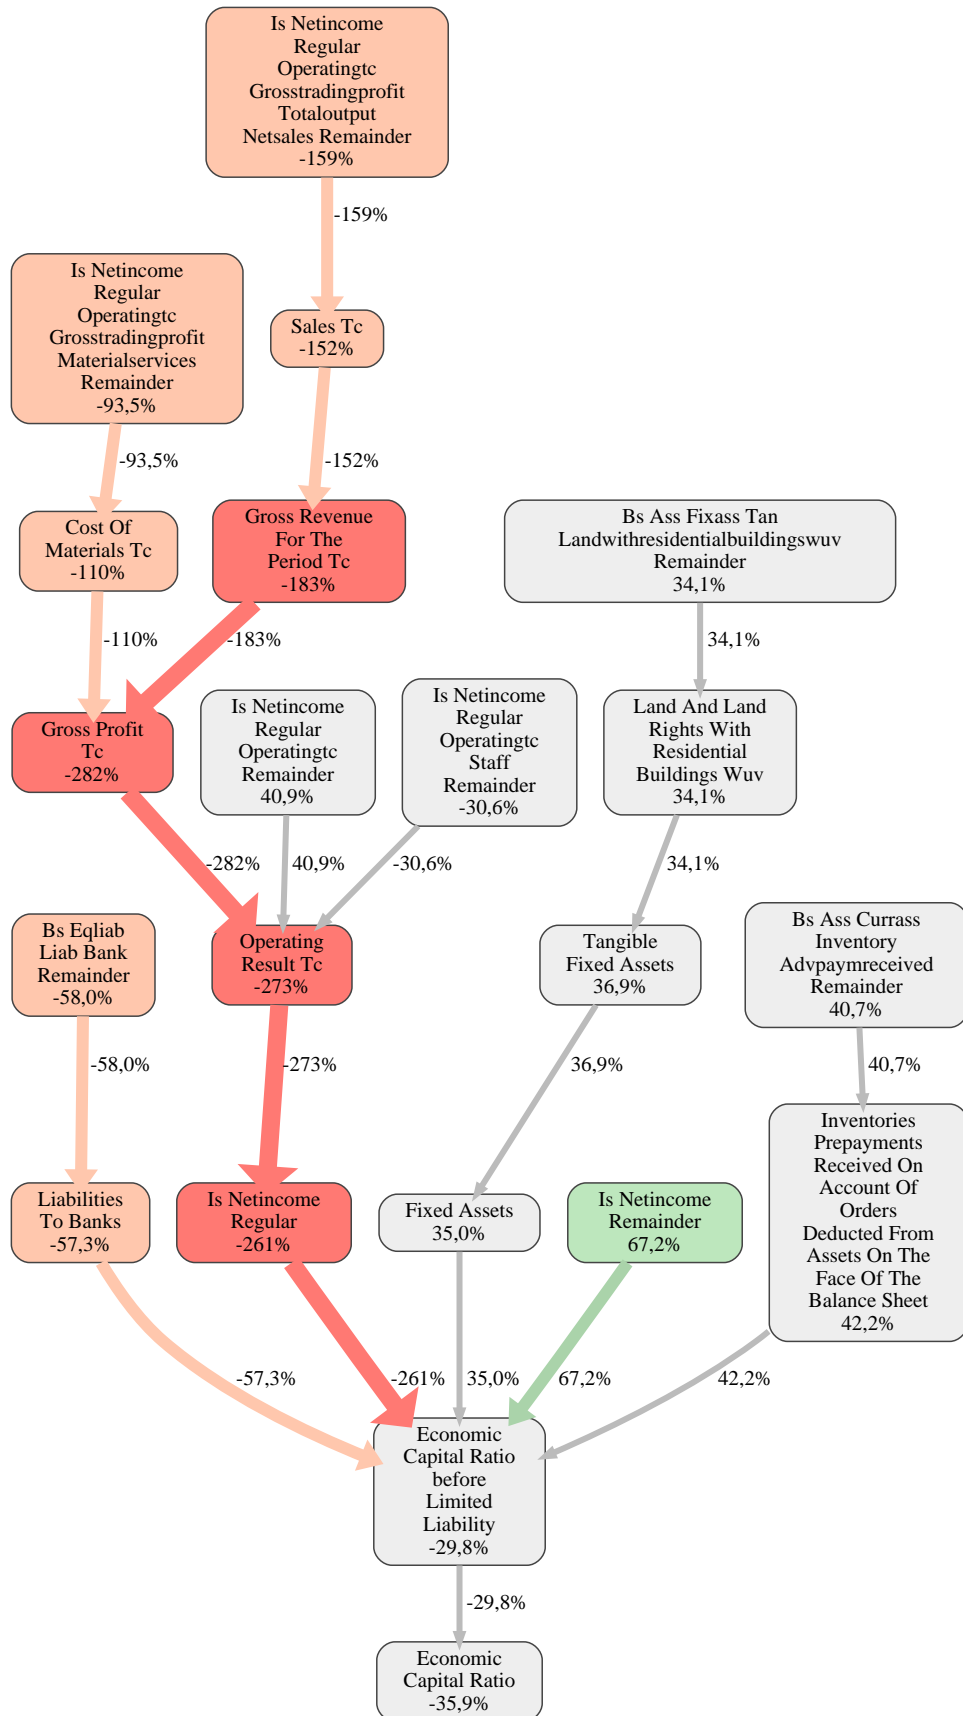 Is Netincome
Regular
Operatingtc
Grosstradingprofit
Totaloutput
Netsales Remainder
-159%
-159%
Is Netincome
Regular
Operatingtc
Grosstradingprofit
Materialservices
Remainder
-93,5%
Sales Tc
-152%
-93,5%
-152%
Cost Of
Materials Tc
-110%
Gross Revenue
For The
Period Tc
-183%
Bs Ass Fixass Tan
Landwithresidentialbuildingswuv
Remainder
34,1%
-110%
-183%
34,1%
Gross Profit
Tc
-282%
Is Netincome
Regular
Operatingtc
Remainder
40,9%
Is Netincome
Regular
Operatingtc
Staff
Remainder
-30,6%
Land And Land
Rights With
Residential
Buildings Wuv
34,1%
-282%
40,9%
-30,6%
34,1%
Bs Eqliab
Liab Bank
Remainder
-58,0%
Operating
Result Tc
-273%
Tangible
Fixed Assets
36,9%
Bs Ass Currass
Inventory
Advpaymreceived
Remainder
40,7%
-58,0%
-273%
36,9%
40,7%
Liabilities
To Banks
-57,3%
Is Netincome
Regular
-261%
Fixed Assets
35,0%
Is Netincome
Remainder
67,2%
Inventories
Prepayments
Received On
Account Of
Orders
Deducted From
Assets On The
Face Of The
Balance Sheet
42,2%
-57,3%
-261%
35,0%
67,2%
42,2%
Economic
Capital Ratio
before
Limited
Liability
-29,8%
-29,8%
Economic
Capital Ratio
-35,9%